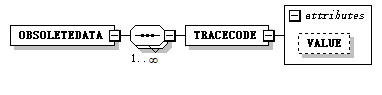 attributes
OBSOLETEDATA
TRACECODE
VALUE
1..∞